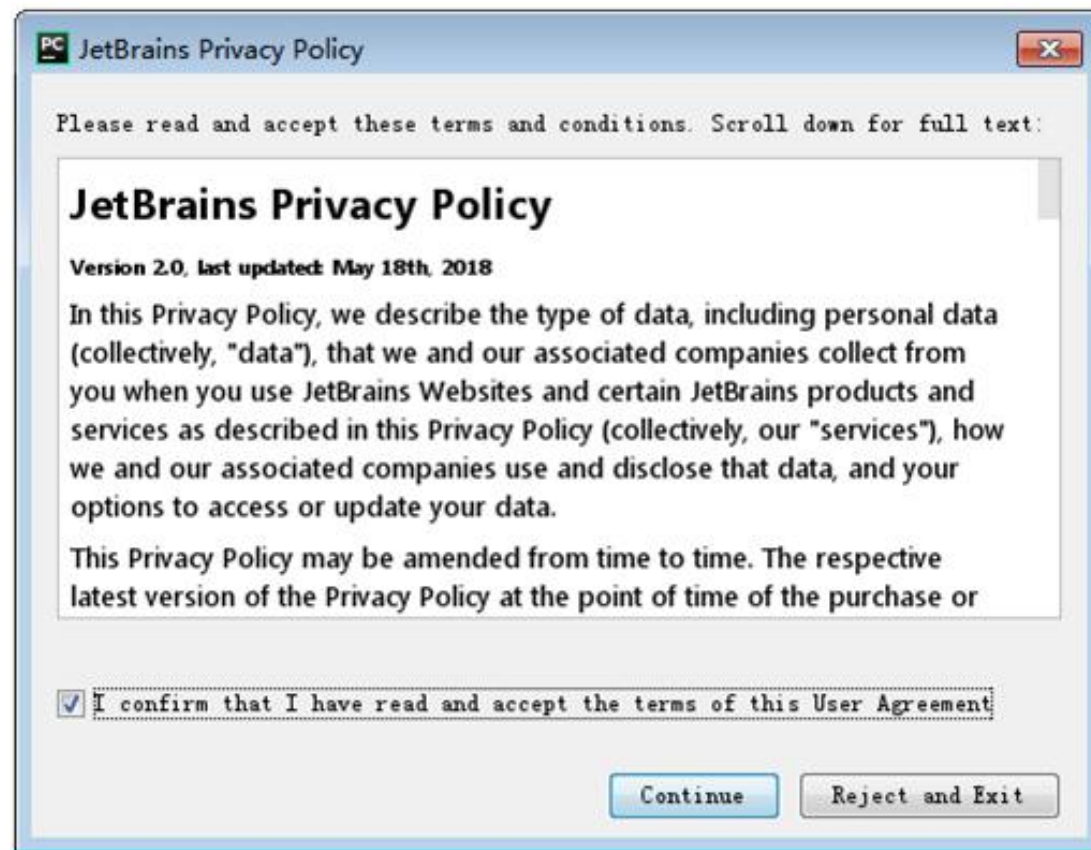 PC JetBrains Privacy Policy
Please read and accept these terms and conditions. Scroll down for full text:
JetBrains Privacy Policy
Version 2.0, last updated: May 18th, 2018
In this Privacy Policy, we describe the type of data, including personal data
(collectively, "data"), that we and our associated companies collect from
you when you use JetBrains Websites and certain JetBrains products and
services as described in this Privacy Policy (collectively, our "services"), how
we and our associated companies use and disclose that data, and your
options to access or update your data.
This Privacy Policy may be amended from time to time. The respective
latest version of the Privacy Policy at the point of time of the purchase or
I confirm that I have read and accept the terms of this User Agreement
Continue Reject and Exit